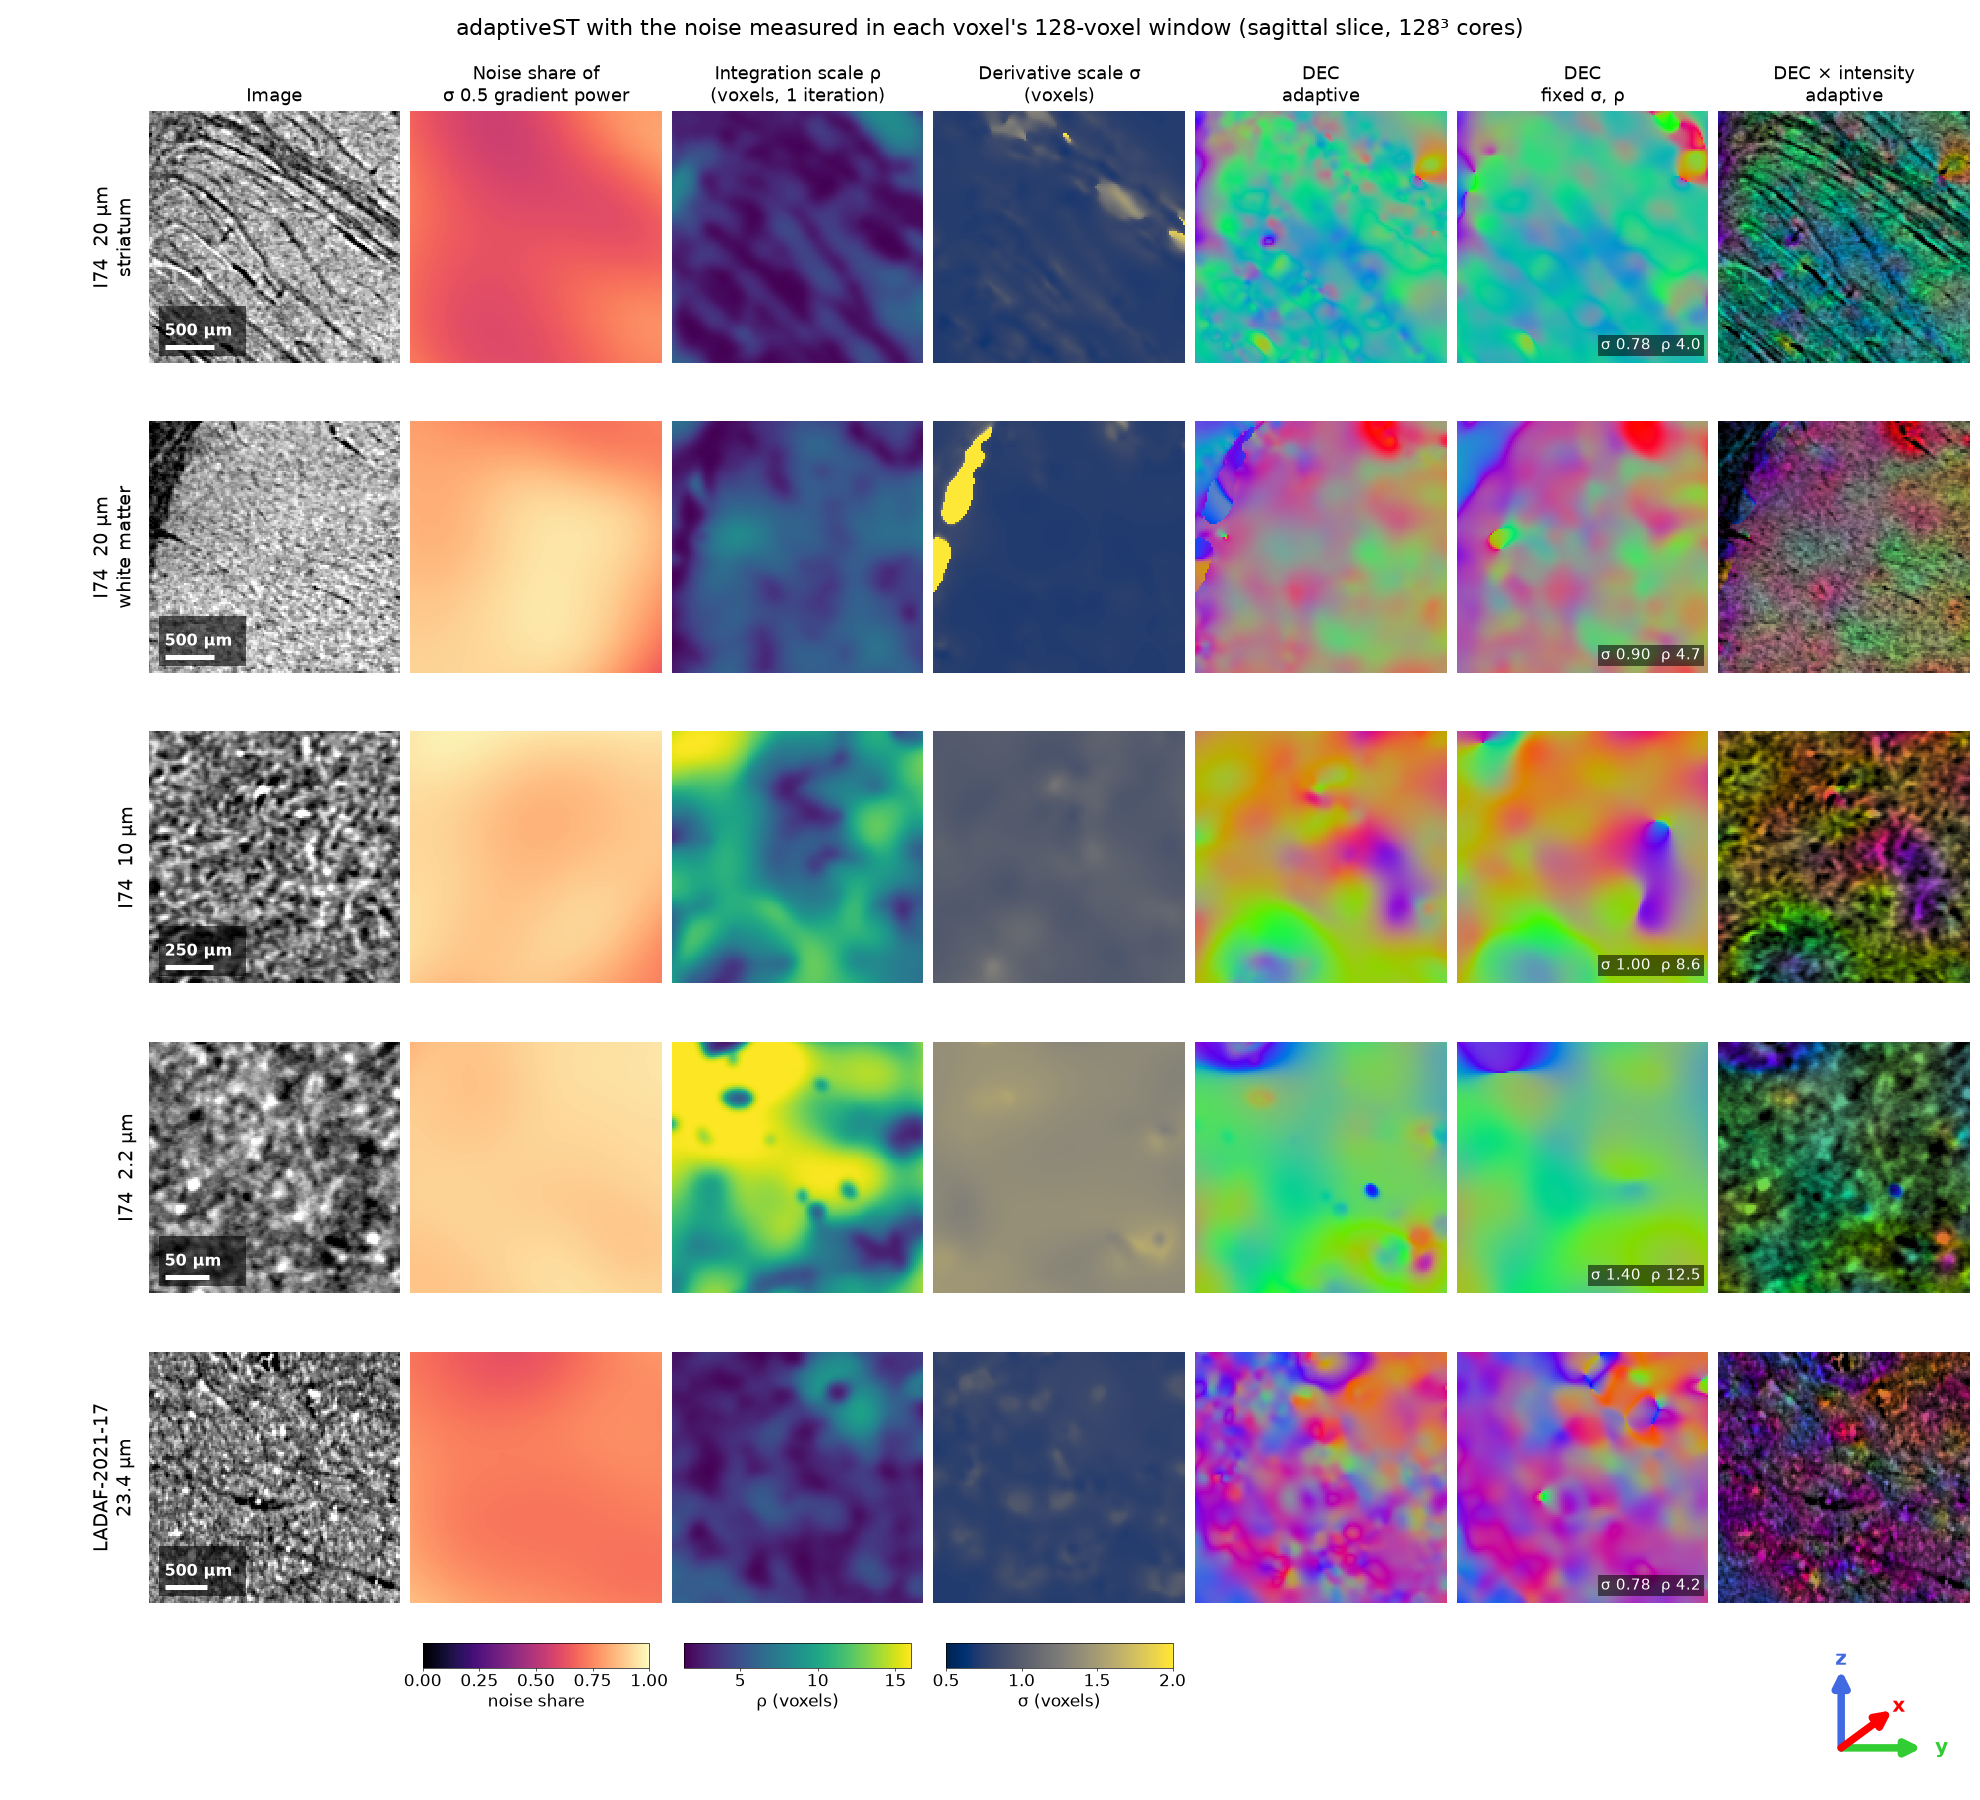 adaptiveST with the noise measured in each voxel's 128-voxel window (sagittal slice, 128³ cores)
Image
Noise share of
σ 0.5 gradient power
Integration scale ρ
(voxels, 1 iteration)
Derivative scale σ
(voxels)
DEC
adaptive
DEC
fixed σ, ρ
DEC × intensity
adaptive
I74 20 µm
striatum
500 µm
σ 0.78 ρ 4.0
I74 20 µm
white matter
500 µm
σ 0.90 ρ 4.7
I74 10 µm
250 µm
σ 1.00 ρ 8.6
I74 2.2 µm
50 µm
σ 1.40 ρ 12.5
LADAF-2021-17
23.4 µm
500 µm
σ 0.78 ρ 4.2
0.00 0.25 0.50 0.75 1.00
noise share
5 10 15
ρ (voxels)
0.5 1.0 1.5 2.0
σ (voxels)
z
x
y